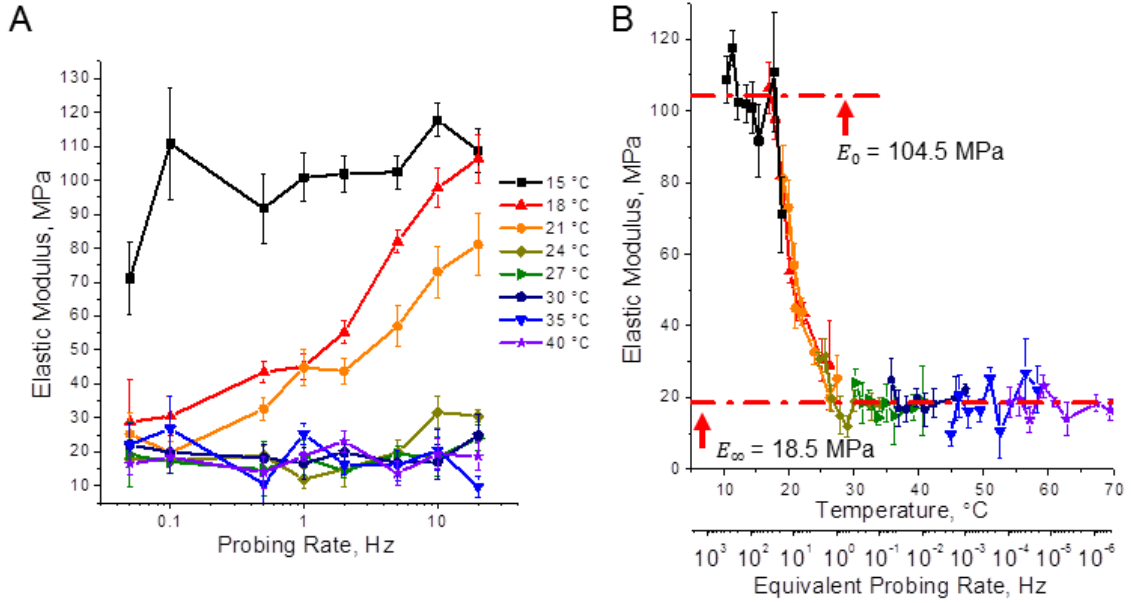 A
Elastic Modulus, MPa
130
120
110
100
90
80
70
60
50
40
30
20
10
0.1
1
10
Probing Rate, Hz
15 °C
18 °C
21 °C
24 °C
27 °C
30 °C
35 °C
40 °C
B
Elastic Modulus, MPa
120
100
80
60
40
20
0
E₀ = 104.5 MPa
E∞ = 18.5 MPa
10 20 30 40 50 60 70
Temperature, °C
10³ 10² 10¹ 10⁰ 10⁻¹ 10⁻² 10⁻³ 10⁻⁴ 10⁻⁵ 10⁻⁶
Equivalent Probing Rate, Hz